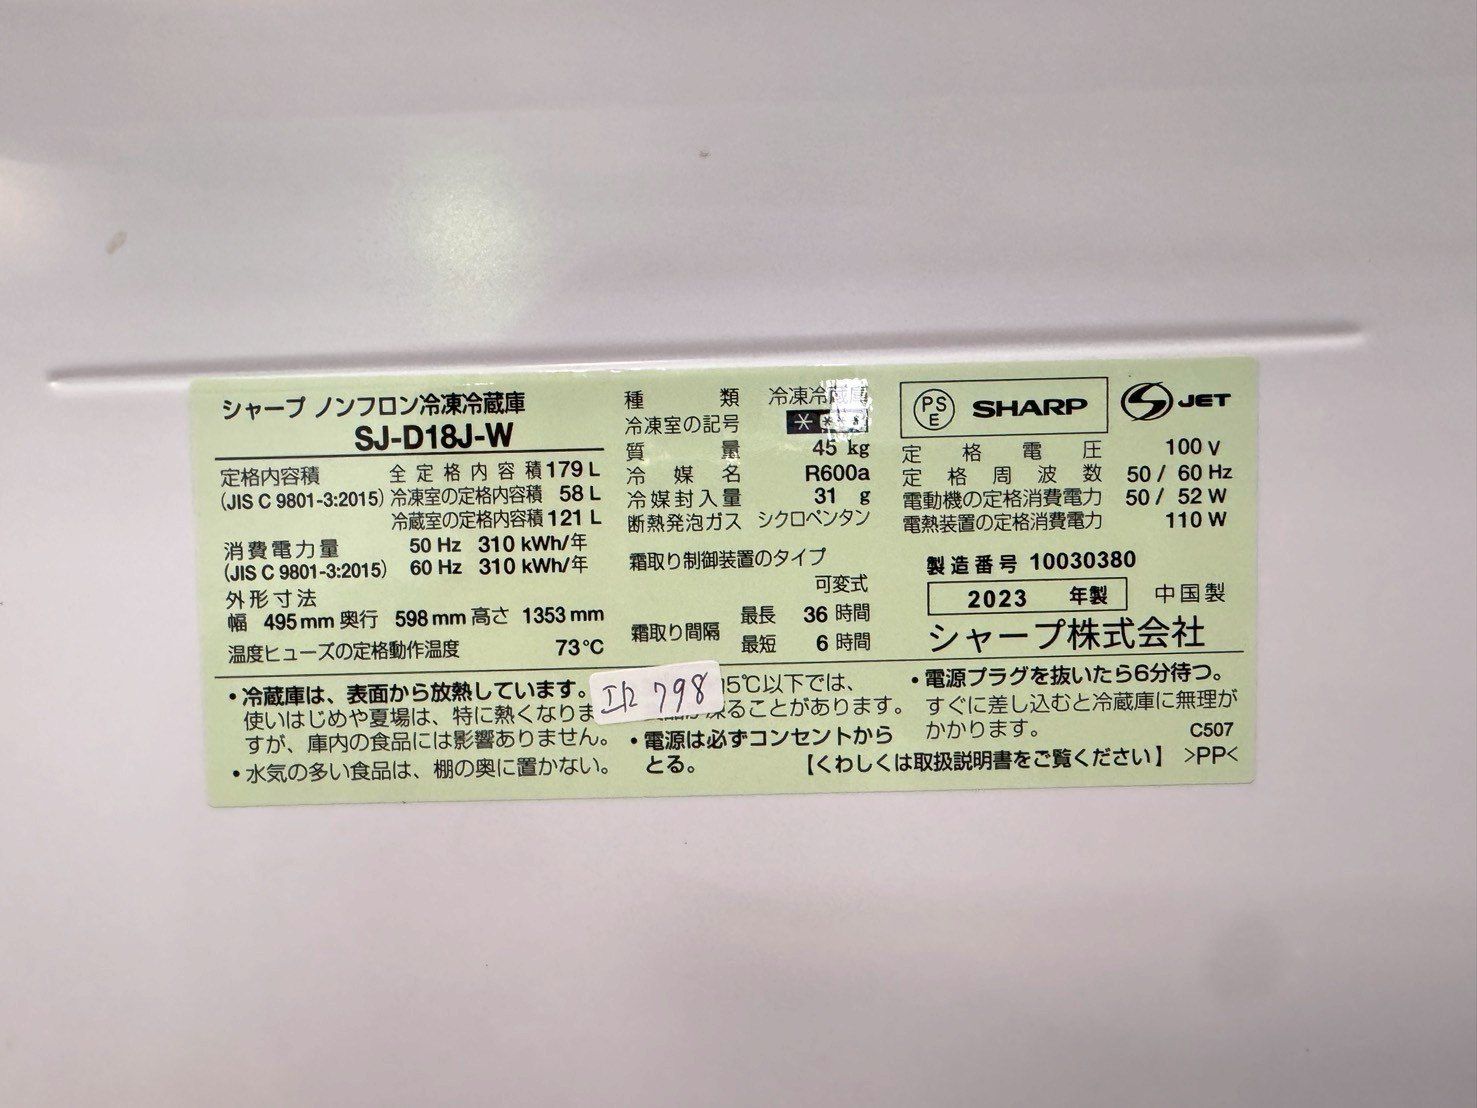 シャープ ノンフロン冷凍冷蔵庫
SJ-D18J-W
定格内容積 全定格内容積 179 L
(JIS C 9801-3:2015) 冷凍室の定格内容積 58 L
冷蔵室の定格内容積 121 L
消費電力量 50 Hz 310 kWh/年
(JIS C 9801-3:2015) 60 Hz 310 kWh/年
外形寸法
幅 495 mm 奥行 598 mm 高さ 1353 mm
温度ヒューズの定格動作温度 73℃
種類 冷凍冷蔵庫
冷凍室の記号
質量 45 kg
冷媒名 R600a
冷媒封入量 31 g
断熱発泡ガス シクロペンタン
霜取り制御装置のタイプ
可変式
霜取り間隔 最長 36 時間
最短 6 時間
PSE SHARP JET
定格電圧 100 V
定格周波数 50 / 60 Hz
電動機の定格消費電力 50 / 52 W
電熱装置の定格消費電力 110 W
製造番号 10030380
2023 年製 中国製
シャープ株式会社
・冷蔵庫は、表面から放熱しています。
使いはじめや夏場は、特に熱くなりま
すが、庫内の食品には影響ありません。
・水気の多い食品は、棚の奥に置かない。
798
5℃以下では、
凍ることがあります。
・電源は必ずコンセントから
とる。
・電源プラグを抜いたら6分待つ。
すぐに差し込むと冷蔵庫に無理が
かかります。 C507
【くわしくは取扱説明書をご覧ください】 >PP<